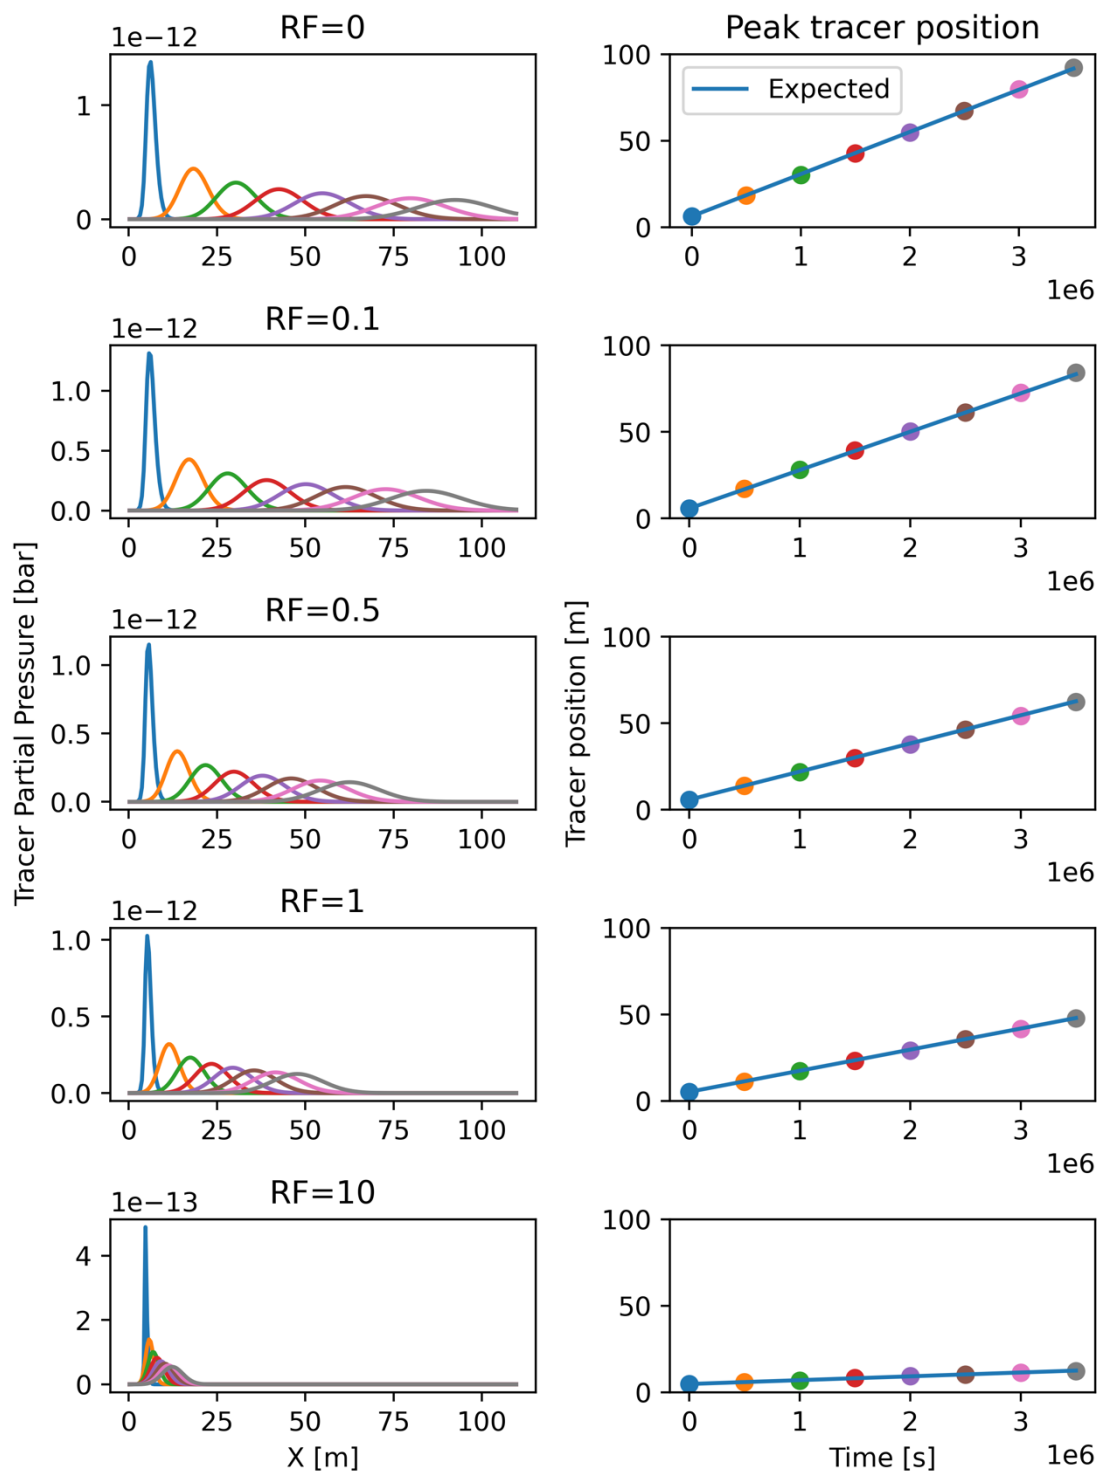 RF=0
1e−12
1
0
0 25 50 75 100
Peak tracer position
Expected
100
50
0
0 1 2 3
1e6
RF=0.1
1e−12
1.0
0.5
0.0
0 25 50 75 100
100
50
0
0 1 2 3
1e6
Tracer Partial Pressure [bar]
RF=0.5
1e−12
1.0
0.5
0.0
0 25 50 75 100
Tracer position [m]
100
50
0
0 1 2 3
1e6
RF=1
1e−12
1.0
0.5
0.0
0 25 50 75 100
100
50
0
0 1 2 3
1e6
RF=10
1e−13
4
2
0
0 25 50 75 100
X [m]
100
50
0
0 1 2 3
Time [s]
1e6